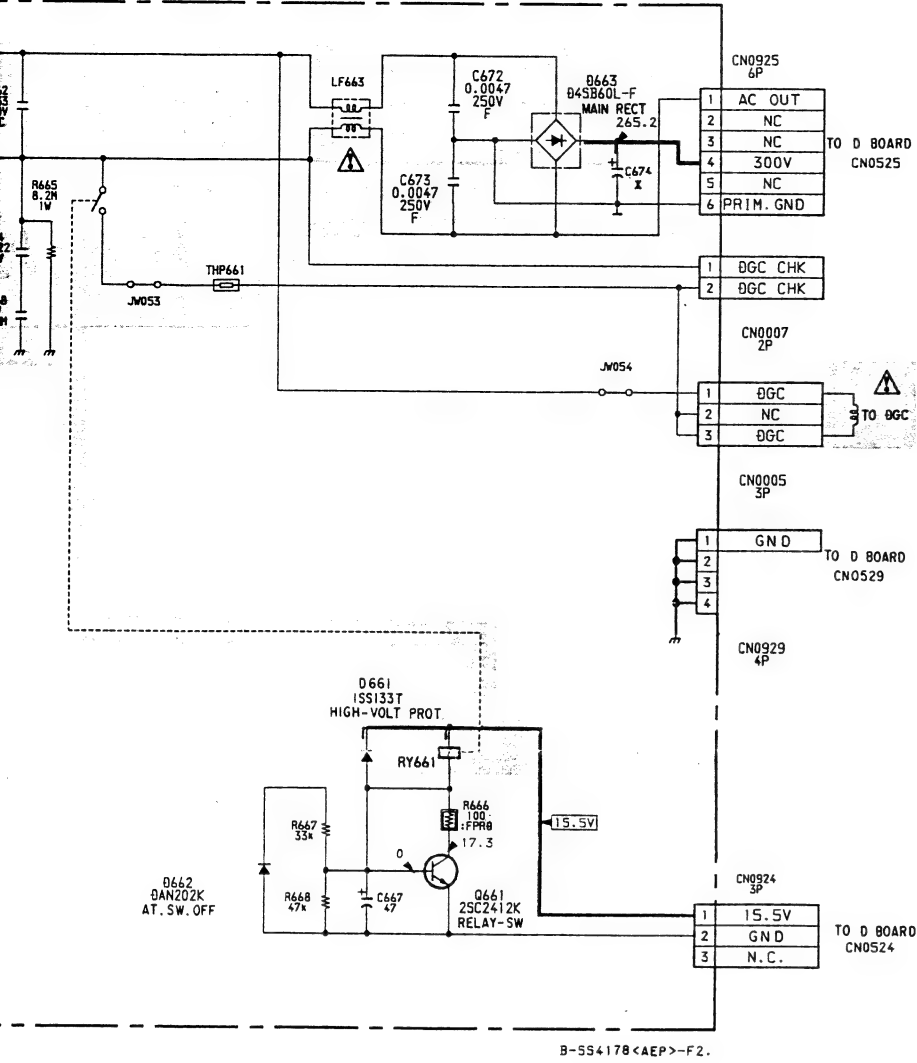 CN0925
6P
LF663
C672
0.0047
250V
F
D663
D4SB60L-F
MAIN RECT
265.2
1 AC OUT
2 NC
3 NC
4 300V
5 NC
6 PRIM. GND
TO D BOARD
CN0525
R665
8.2M
1W
C673
0.0047
250V
F
+
C674
THP661
JW053
1 DGC CHK
2 DGC CHK
CN0007
2P
JW054
1 DGC
2 NC
3 DGC
TO DGC
CN0005
3P
1 GND
2
3
4
TO D BOARD
CN0529
CN0929
4P
D661
1SS133T
HIGH-VOLT PROT.
RY661
R666
100
:FPRD
17.3
15.5V
R667
33k
0
D662
DAN202K
AT.SW.OFF
R668
47k
+
C667
47
Q661
2SC2412K
RELAY-SW
CN0924
3P
1 15.5V
2 GND
3 N.C.
TO D BOARD
CN0524
B-SS4178<AEP>-F2.